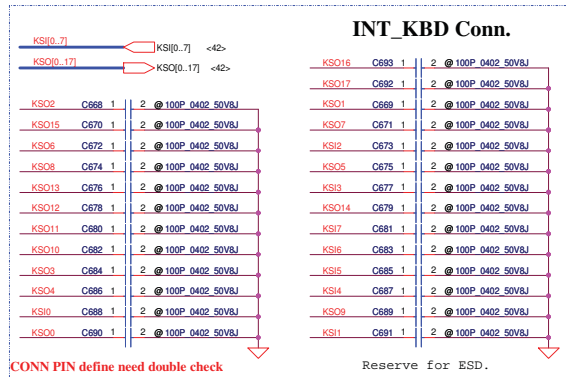 INT_KBD Conn.
KSI[0..7] KSI[0..7] <42>
KSO[0..17] KSO[0..17] <42>
KSO2 C668 1 2 @ 100P_0402_50V8J
KSO15 C670 1 2 @ 100P_0402_50V8J
KSO6 C672 1 2 @ 100P_0402_50V8J
KSO8 C674 1 2 @ 100P_0402_50V8J
KSO13 C676 1 2 @ 100P_0402_50V8J
KSO12 C678 1 2 @ 100P_0402_50V8J
KSO11 C680 1 2 @ 100P_0402_50V8J
KSO10 C682 1 2 @ 100P_0402_50V8J
KSO3 C684 1 2 @ 100P_0402_50V8J
KSO4 C686 1 2 @ 100P_0402_50V8J
KSI0 C688 1 2 @ 100P_0402_50V8J
KSO0 C690 1 2 @ 100P_0402_50V8J
CONN PIN define need double check
KSO16 C693 1 2 @ 100P_0402_50V8J
KSO17 C692 1 2 @ 100P_0402_50V8J
KSO1 C669 1 2 @ 100P_0402_50V8J
KSO7 C671 1 2 @ 100P_0402_50V8J
KSI2 C673 1 2 @ 100P_0402_50V8J
KSO5 C675 1 2 @ 100P_0402_50V8J
KSI3 C677 1 2 @ 100P_0402_50V8J
KSO14 C679 1 2 @ 100P_0402_50V8J
KSI7 C681 1 2 @ 100P_0402_50V8J
KSI6 C683 1 2 @ 100P_0402_50V8J
KSI5 C685 1 2 @ 100P_0402_50V8J
KSI4 C687 1 2 @ 100P_0402_50V8J
KSO9 C689 1 2 @ 100P_0402_50V8J
KSI1 C691 1 2 @ 100P_0402_50V8J
Reserve for ESD.